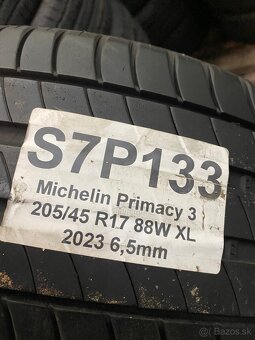 S7P133
Michelin Primacy 3
205/45 R17 88W XL
2023 6,5mm
Bazos.sk